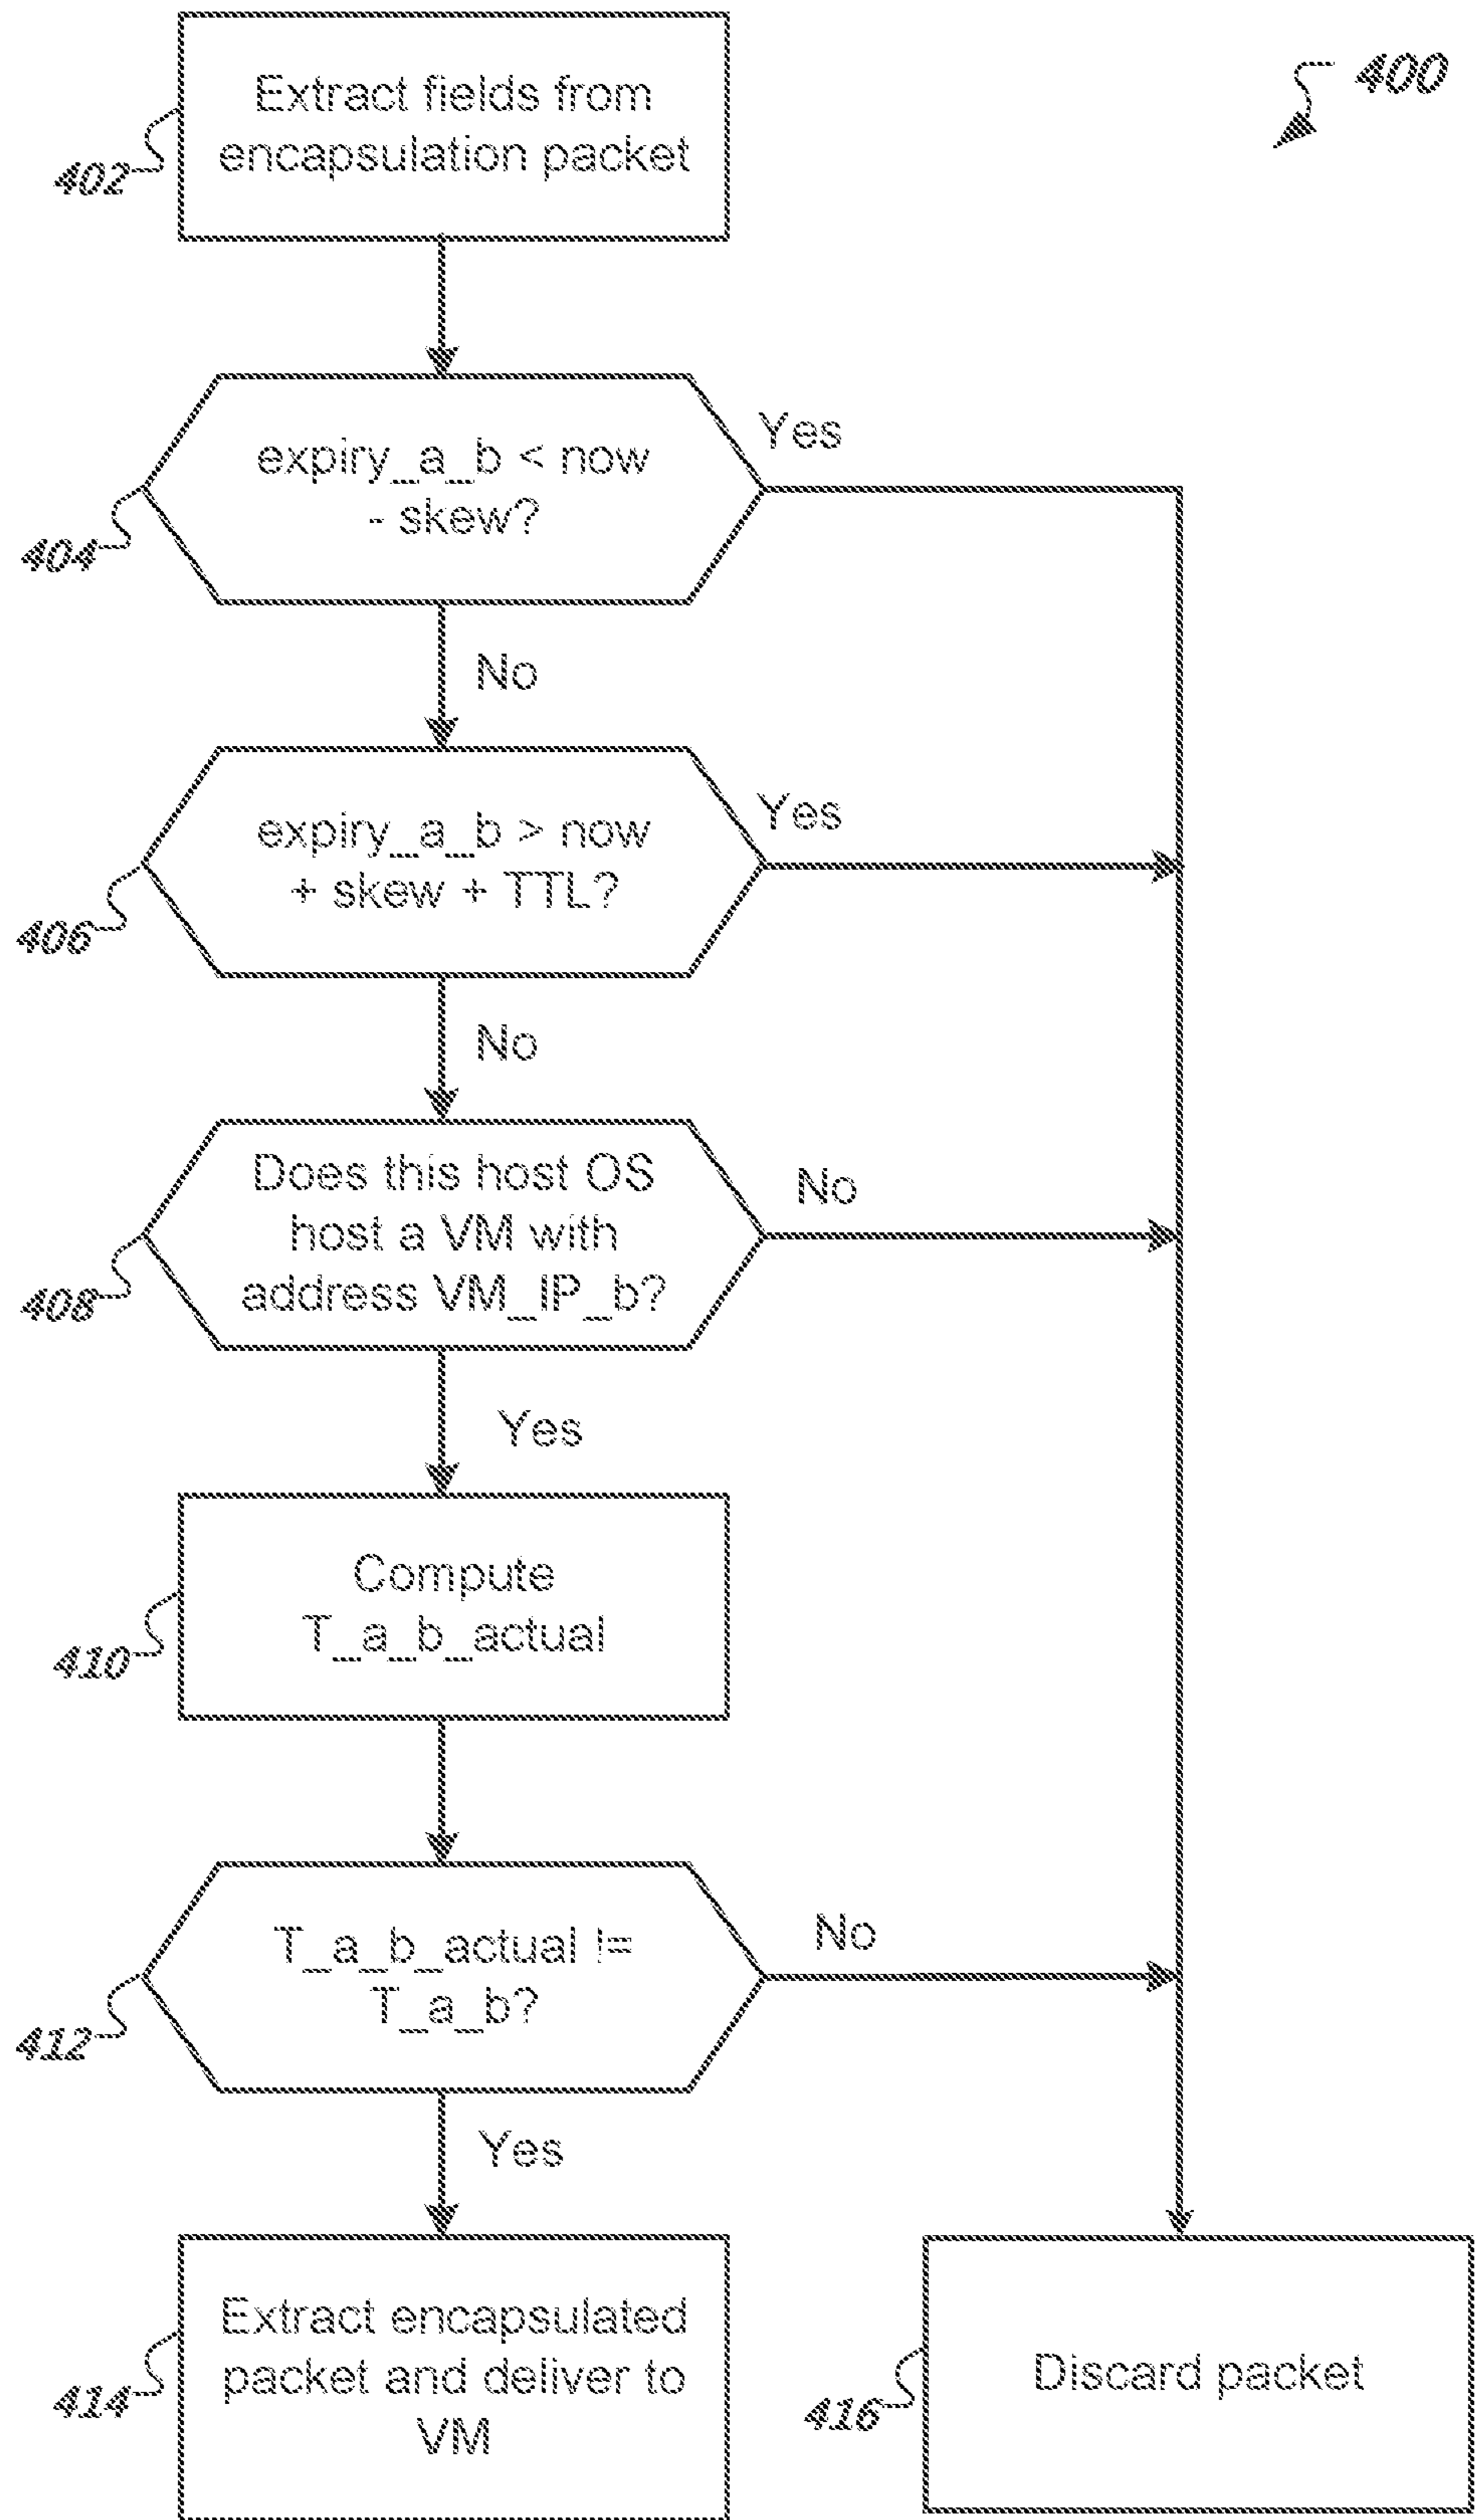 400
Extract fields from
encapsulation packet
402
expiry_a_b < now
- skew?
Yes
404
No
expiry_a_b > now
+ skew + TTL?
Yes
406
No
Does this host OS
host a VM with
address VM_IP_b?
No
408
Yes
Compute
T_a_b_actual
410
T_a_b_actual !=
T_a_b?
No
412
Yes
Extract encapsulated
packet and deliver to
VM
414
Discard packet
416